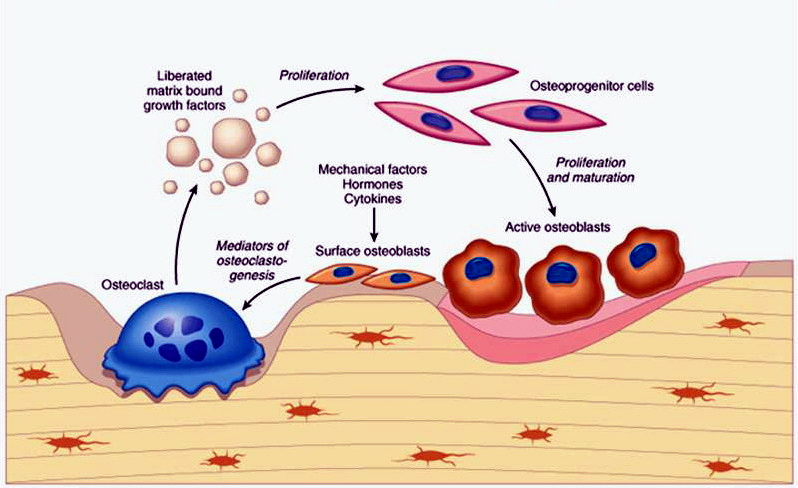 Liberated
matrix bound
growth factors
Proliferation
Osteoprogenitor cells
Proliferation
and maturation
Mechanical factors
Hormones
Cytokines
Active osteoblasts
Surface osteoblasts
Mediators of
osteoclasto-
genesis
Osteoclast